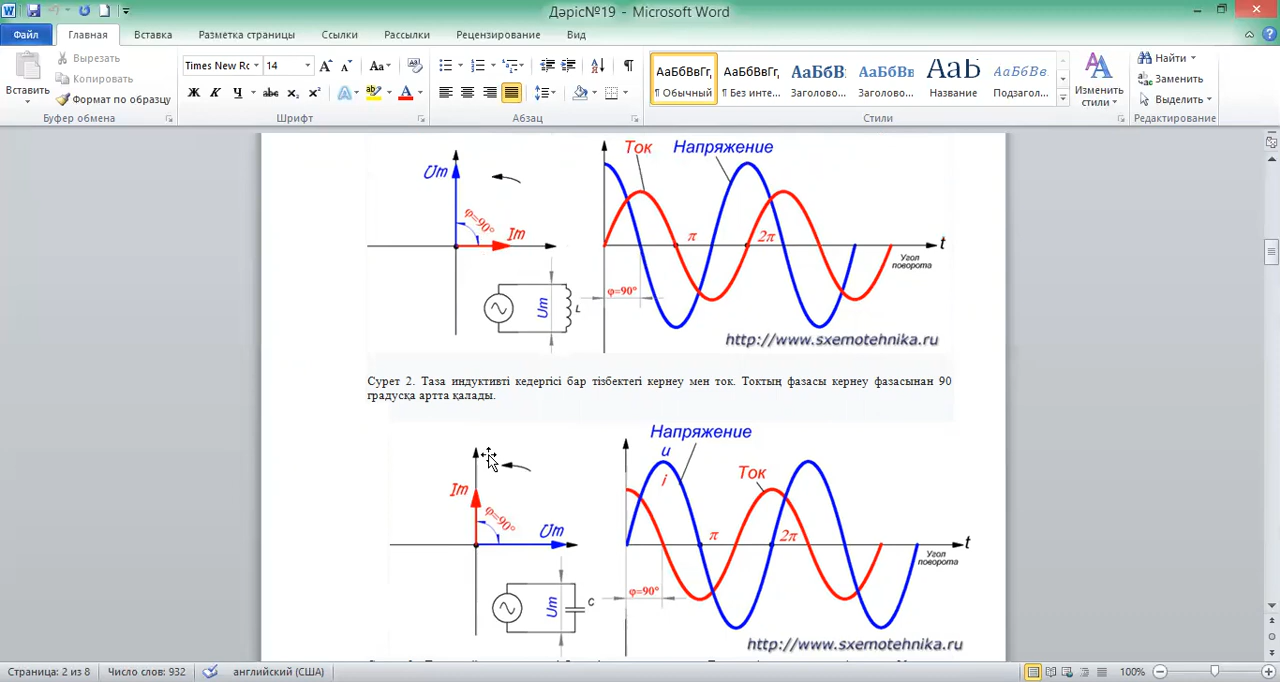 Дәріс№19 - Microsoft Word
Файл Главная Вставка Разметка страницы Ссылки Рассылки Рецензирование Вид
Вставить
Вырезать
Копировать
Формат по образцу
Буфер обмена
Times New Rc 14
Ж К Ч abc x₂ x² A
Шрифт
Абзац
АаБбВвГг, АаБбВвГг, АаБбВ АаБбВв АаЬ АаБбВв
¶ Обычный ¶ Без инте... Заголово... Заголово... Название Подзагол...
Стили
Изменить стили
Найти
Заменить
Выделить
Редактирование
Um
φ=90°
Im
Um
L
Ток Напряжение
π 2π t
Угол поворота
φ=90°
http://www.sxemotehnika.ru
Сурет 2. Таза индуктивті кедергісі бар тізбектегі кернеу мен ток. Токтың фазасы кернеу фазасынан 90
градусқа артта қалады.
Im
φ=90°
Um
Um
C
Напряжение
u
i
Ток
π 2π t
Угол поворота
φ=90°
http://www.sxemotehnika.ru
Страница: 2 из 8 Число слов: 932 английский (США) 100%